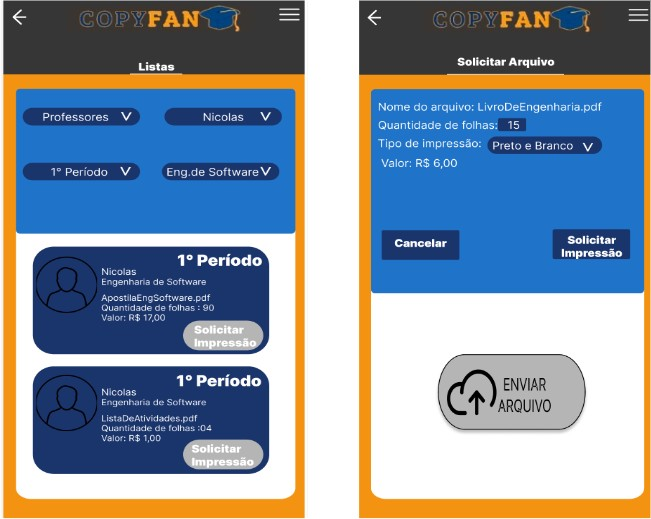 COPYFAN
Listas
Professores V
Nicolas V
1º Período V
Eng.de Software V
1º Período
Nicolas
Engenharia de Software
ApostilaEngSoftware.pdf
Quantidade de folhas : 90
Valor: R$ 17,00
Solicitar
Impressão
1º Período
Nicolas
Engenharia de Software
ListaDeAtividades.pdf
Quantidade de folhas :04
Valor: R$ 1,00
Solicitar
Impressão
COPYFAN
Solicitar Arquivo
Nome do arquivo: LivroDeEngenharia.pdf
Quantidade de folhas: 15
Tipo de impressão: Preto e Branco V
Valor: R$ 6,00
Cancelar
Solicitar
Impressão
ENVIAR
ARQUIVO